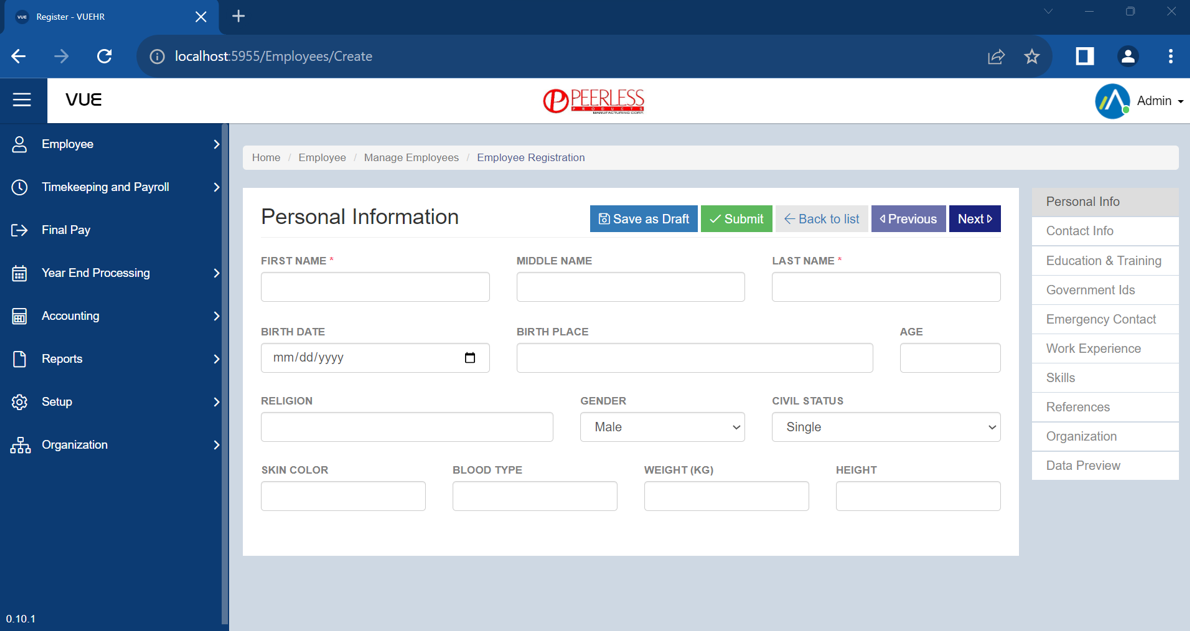 Register - VUEHR
localhost:5955/Employees/Create
VUE
PEERLESS
PRODUCTS
Admin
Employee
Timekeeping and Payroll
Final Pay
Year End Processing
Accounting
Reports
Setup
Organization
0.10.1
Home / Employee / Manage Employees / Employee Registration
Personal Information
Save as Draft
Submit
Back to list
Previous
Next
FIRST NAME *
MIDDLE NAME
LAST NAME *
BIRTH DATE
BIRTH PLACE
AGE
mm/dd/yyyy
RELIGION
GENDER
CIVIL STATUS
Male
Single
SKIN COLOR
BLOOD TYPE
WEIGHT (KG)
HEIGHT
Personal Info
Contact Info
Education & Training
Government Ids
Emergency Contact
Work Experience
Skills
References
Organization
Data Preview